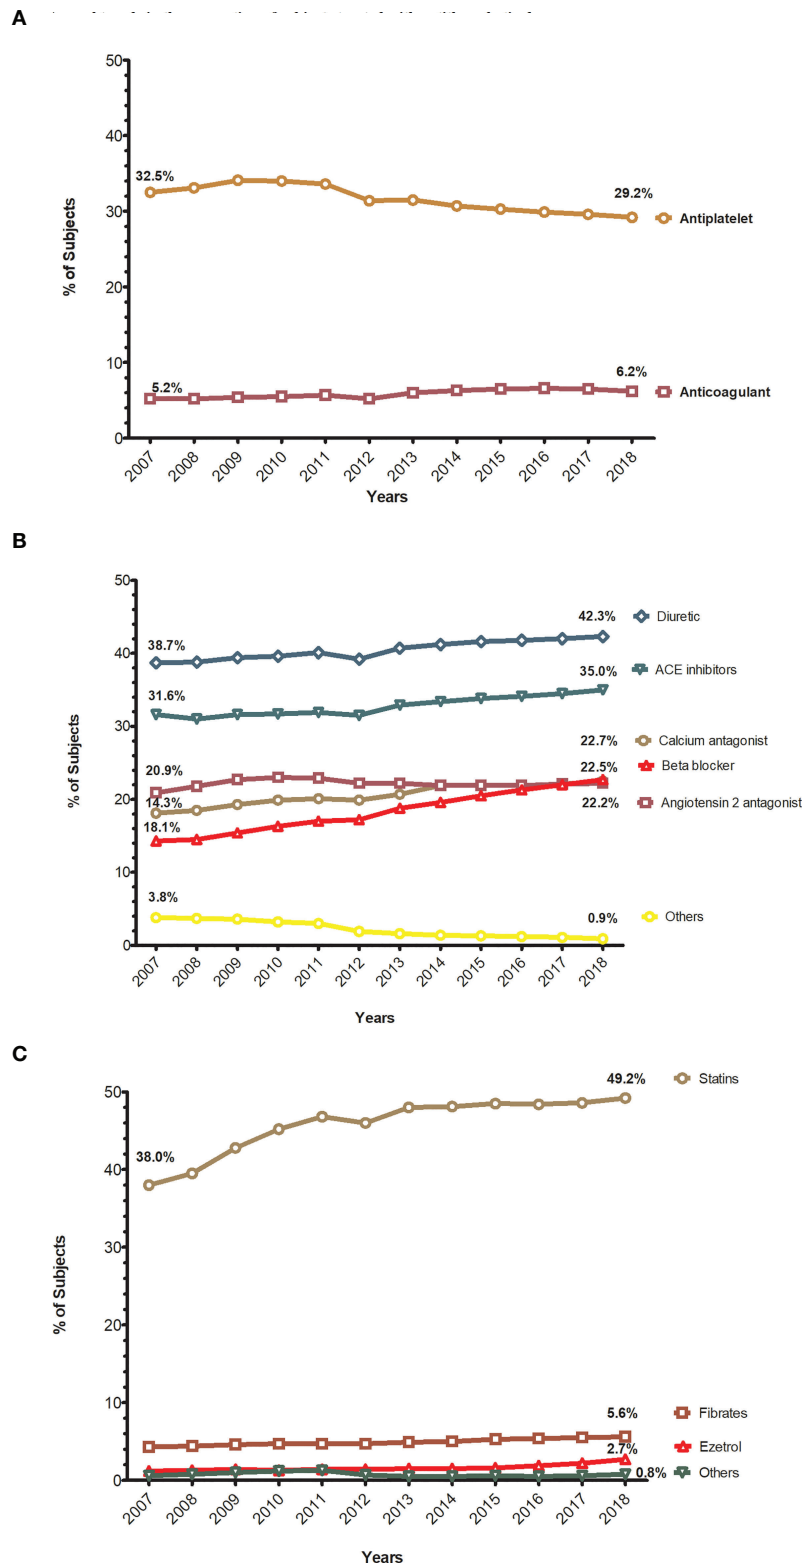 A
50
40
30
20
10
0
% of Subjects
32.5%
29.2%
Antiplatelet
5.2%
6.2%
Anticoagulant
2007 2008 2009 2010 2011 2012 2013 2014 2015 2016 2017 2018
Years
B
50
40
30
20
10
0
% of Subjects
38.7%
42.3%
Diuretic
31.6%
35.0%
ACE inhibitors
22.7%
Calcium antagonist
20.9%
22.5%
Beta blocker
14.3%
22.2%
Angiotensin 2 antagonist
18.1%
3.8%
0.9%
Others
2007 2008 2009 2010 2011 2012 2013 2014 2015 2016 2017 2018
Years
C
50
40
30
20
10
0
% of Subjects
38.0%
49.2%
Statins
5.6%
Fibrates
2.7%
Ezetrol
0.8%
Others
2007 2008 2009 2010 2011 2012 2013 2014 2015 2016 2017 2018
Years